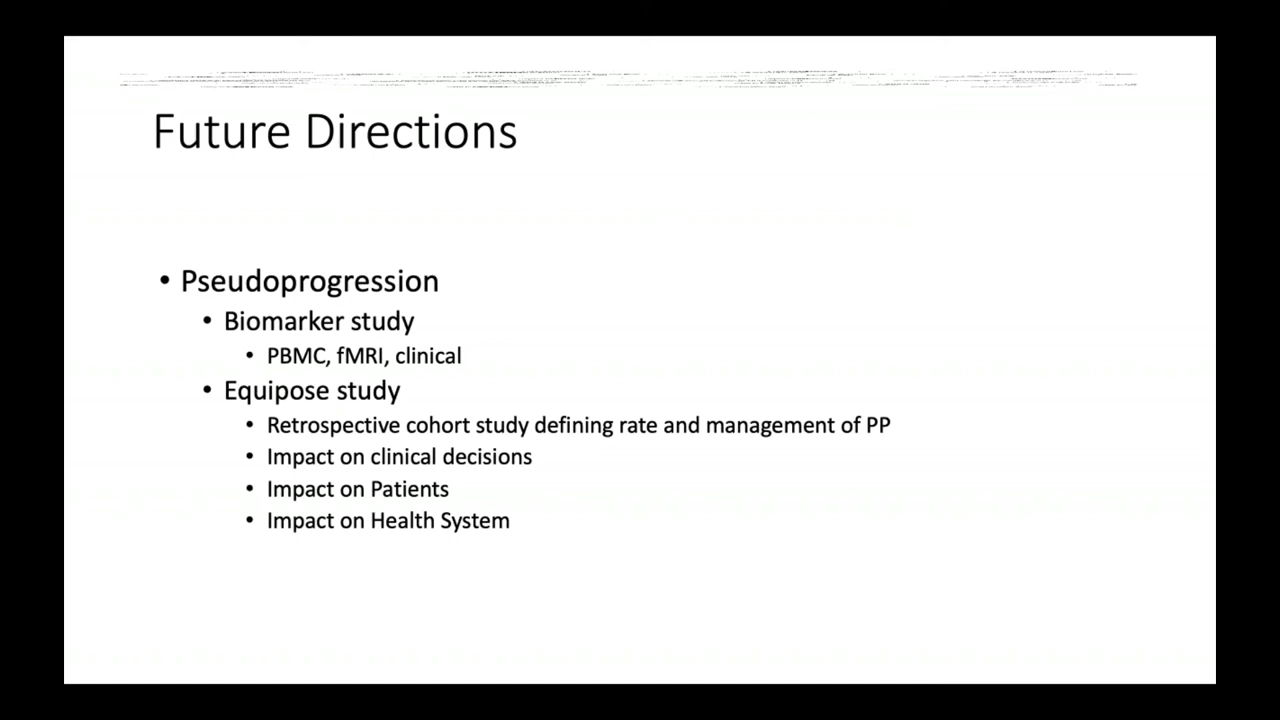 Future Directions
• Pseudoprogression
• Biomarker study
• PBMC, fMRI, clinical
• Equipose study
• Retrospective cohort study defining rate and management of PP
• Impact on clinical decisions
• Impact on Patients
• Impact on Health System